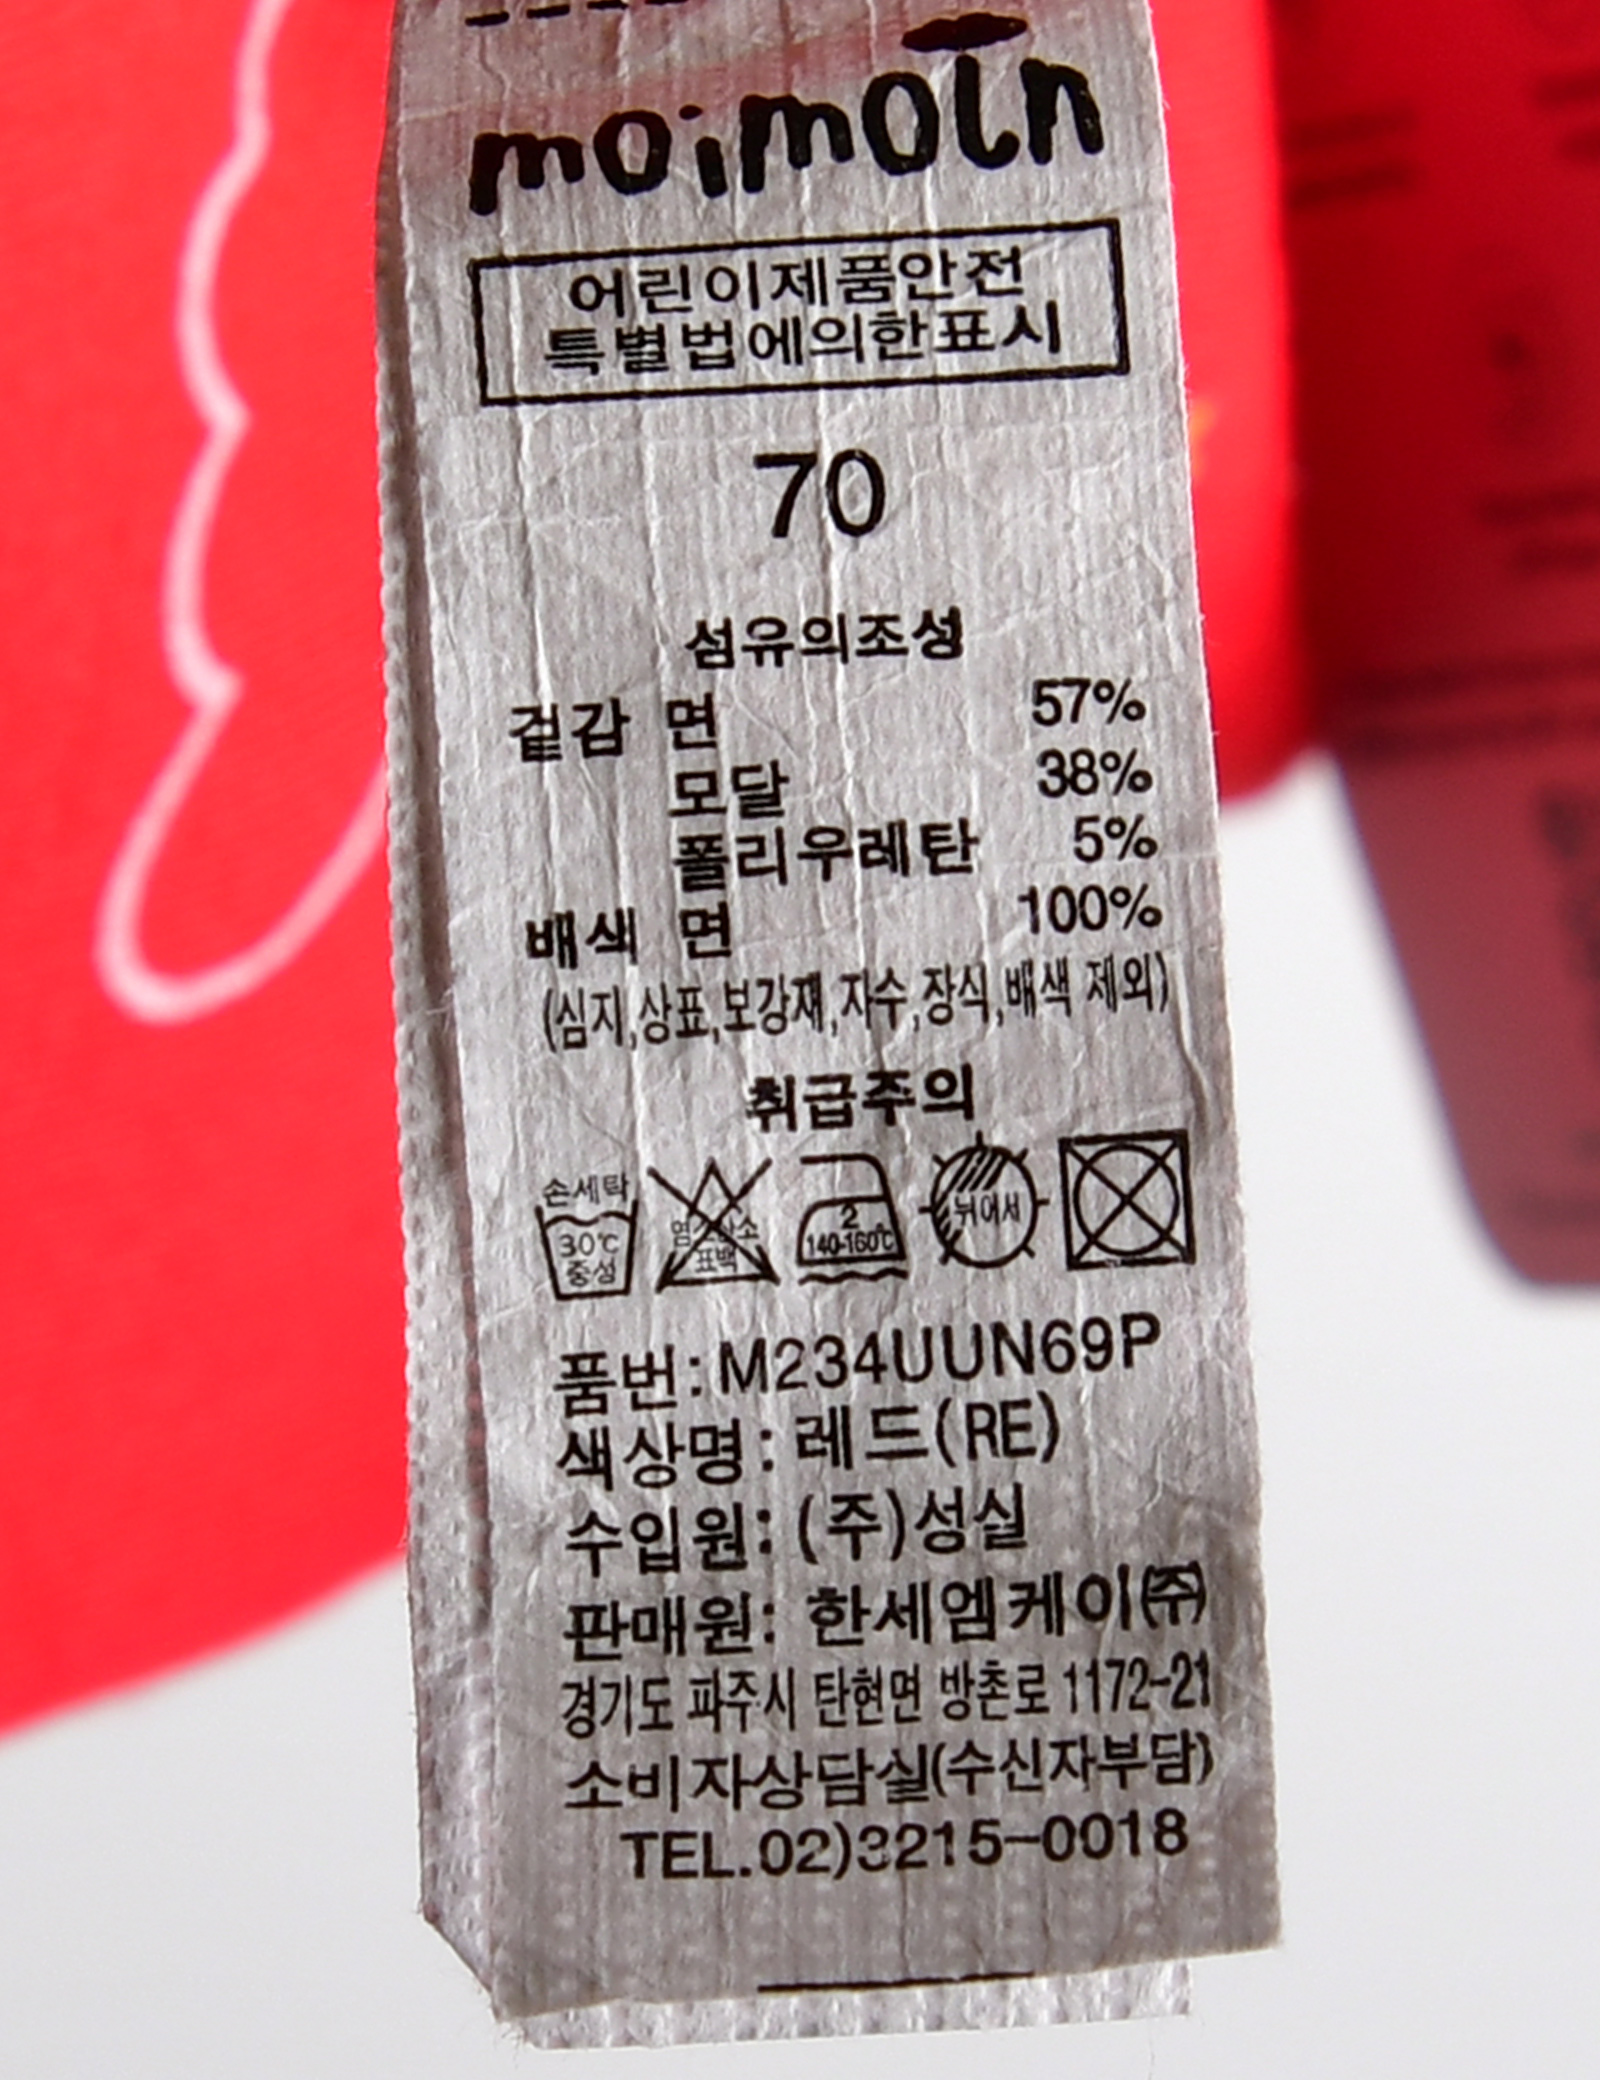 moimoln
어린이제품안전
특별법에의한표시
70
섬유의조성
겉감 면 57%
모달 38%
폴리우레탄 5%
배색 면 100%
(심지,상표,보강재,자수,장식,배색 제외)
취급주의
손세탁
30℃
중성
염소산소
표백
2
140-160℃
뉘어서
품번:M234UUN69P
색상명:레드(RE)
수입원:(주)성실
판매원: 한세엠케이(주)
경기도 파주시 탄현면 방촌로 1172-21
소비자상담실(수신자부담)
TEL.02)3215-0018